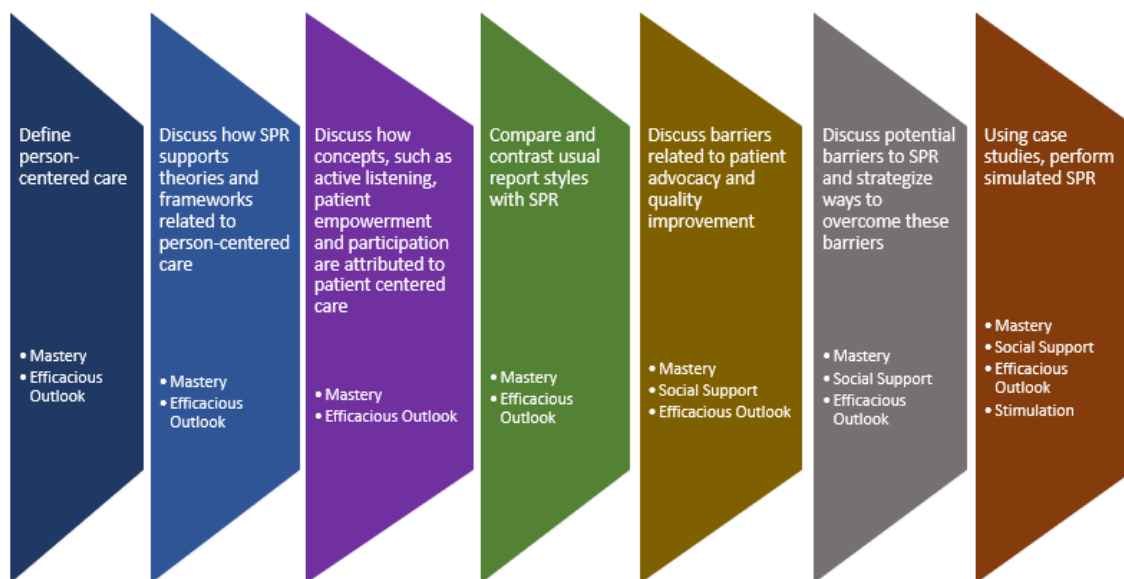 Define
person-
centered care
• Mastery
• Efficacious
Outlook
Discuss how SPR
supports
theories and
frameworks
related to
person-centered
care
• Mastery
• Efficacious
Outlook
Discuss how
concepts, such as
active listening,
patient
empowerment
and participation
are attributed to
patient centered
care
• Mastery
• Efficacious Outlook
Compare and
contrast usual
report styles
with SPR
• Mastery
• Efficacious
Outlook
Discuss barriers
related to patient
advocacy and
quality
improvement
• Mastery
• Social Support
• Efficacious Outlook
Discuss potential
barriers to SPR
and strategize
ways to
overcome these
barriers
• Mastery
• Social Support
• Efficacious
Outlook
Using case
studies, perform
simulated SPR
• Mastery
• Social Support
• Efficacious
Outlook
• Stimulation